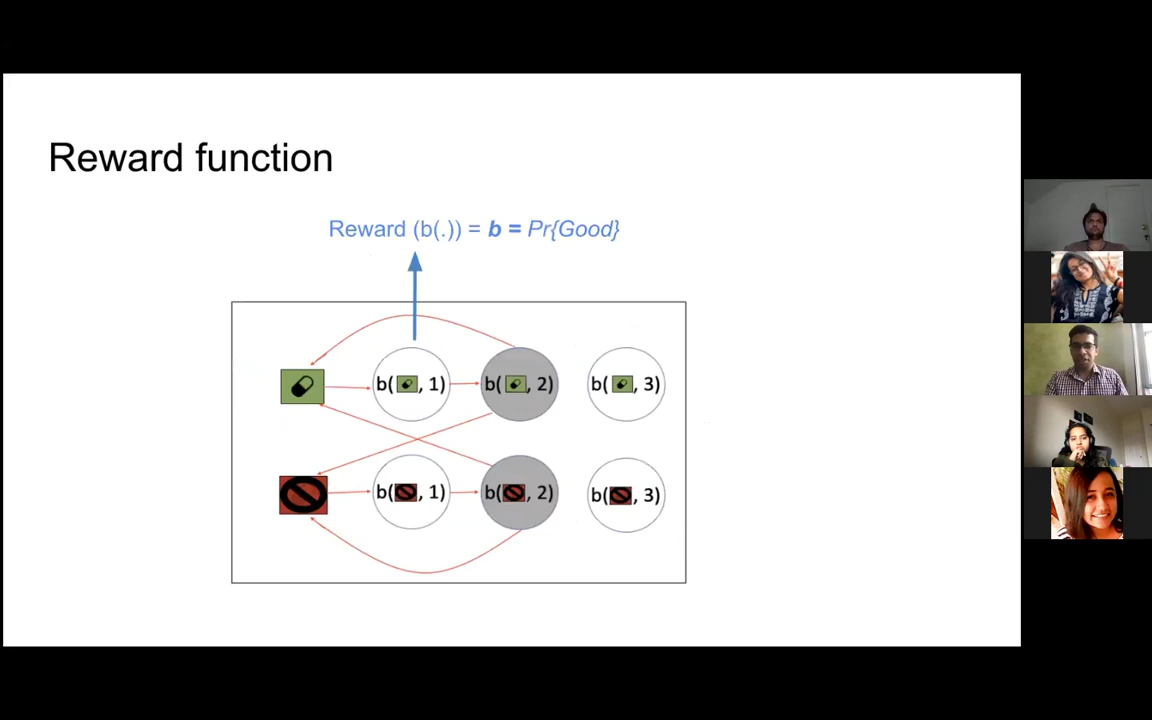 Reward function
Reward (b(.)) = b = Pr{Good}
b( , 1) b( , 2) b( , 3)
b( , 1) b( , 2) b( , 3)